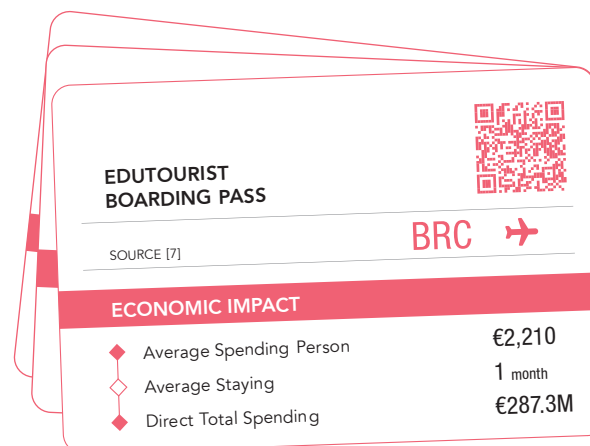 EDUTOURIST
BOARDING PASS
BRC
SOURCE [7]
ECONOMIC IMPACT
Average Spending Person €2,210
Average Staying 1 month
Direct Total Spending €287.3M